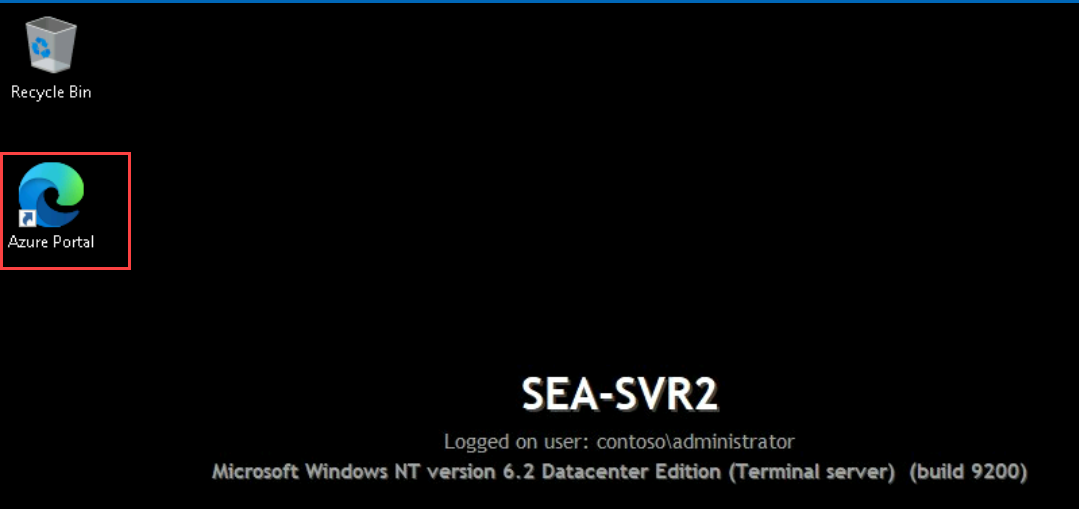 Recycle Bin
Azure Portal
SEA-SVR2
Logged on user: contoso\administrator
Microsoft Windows NT version 6.2 Datacenter Edition (Terminal server) (build 9200)